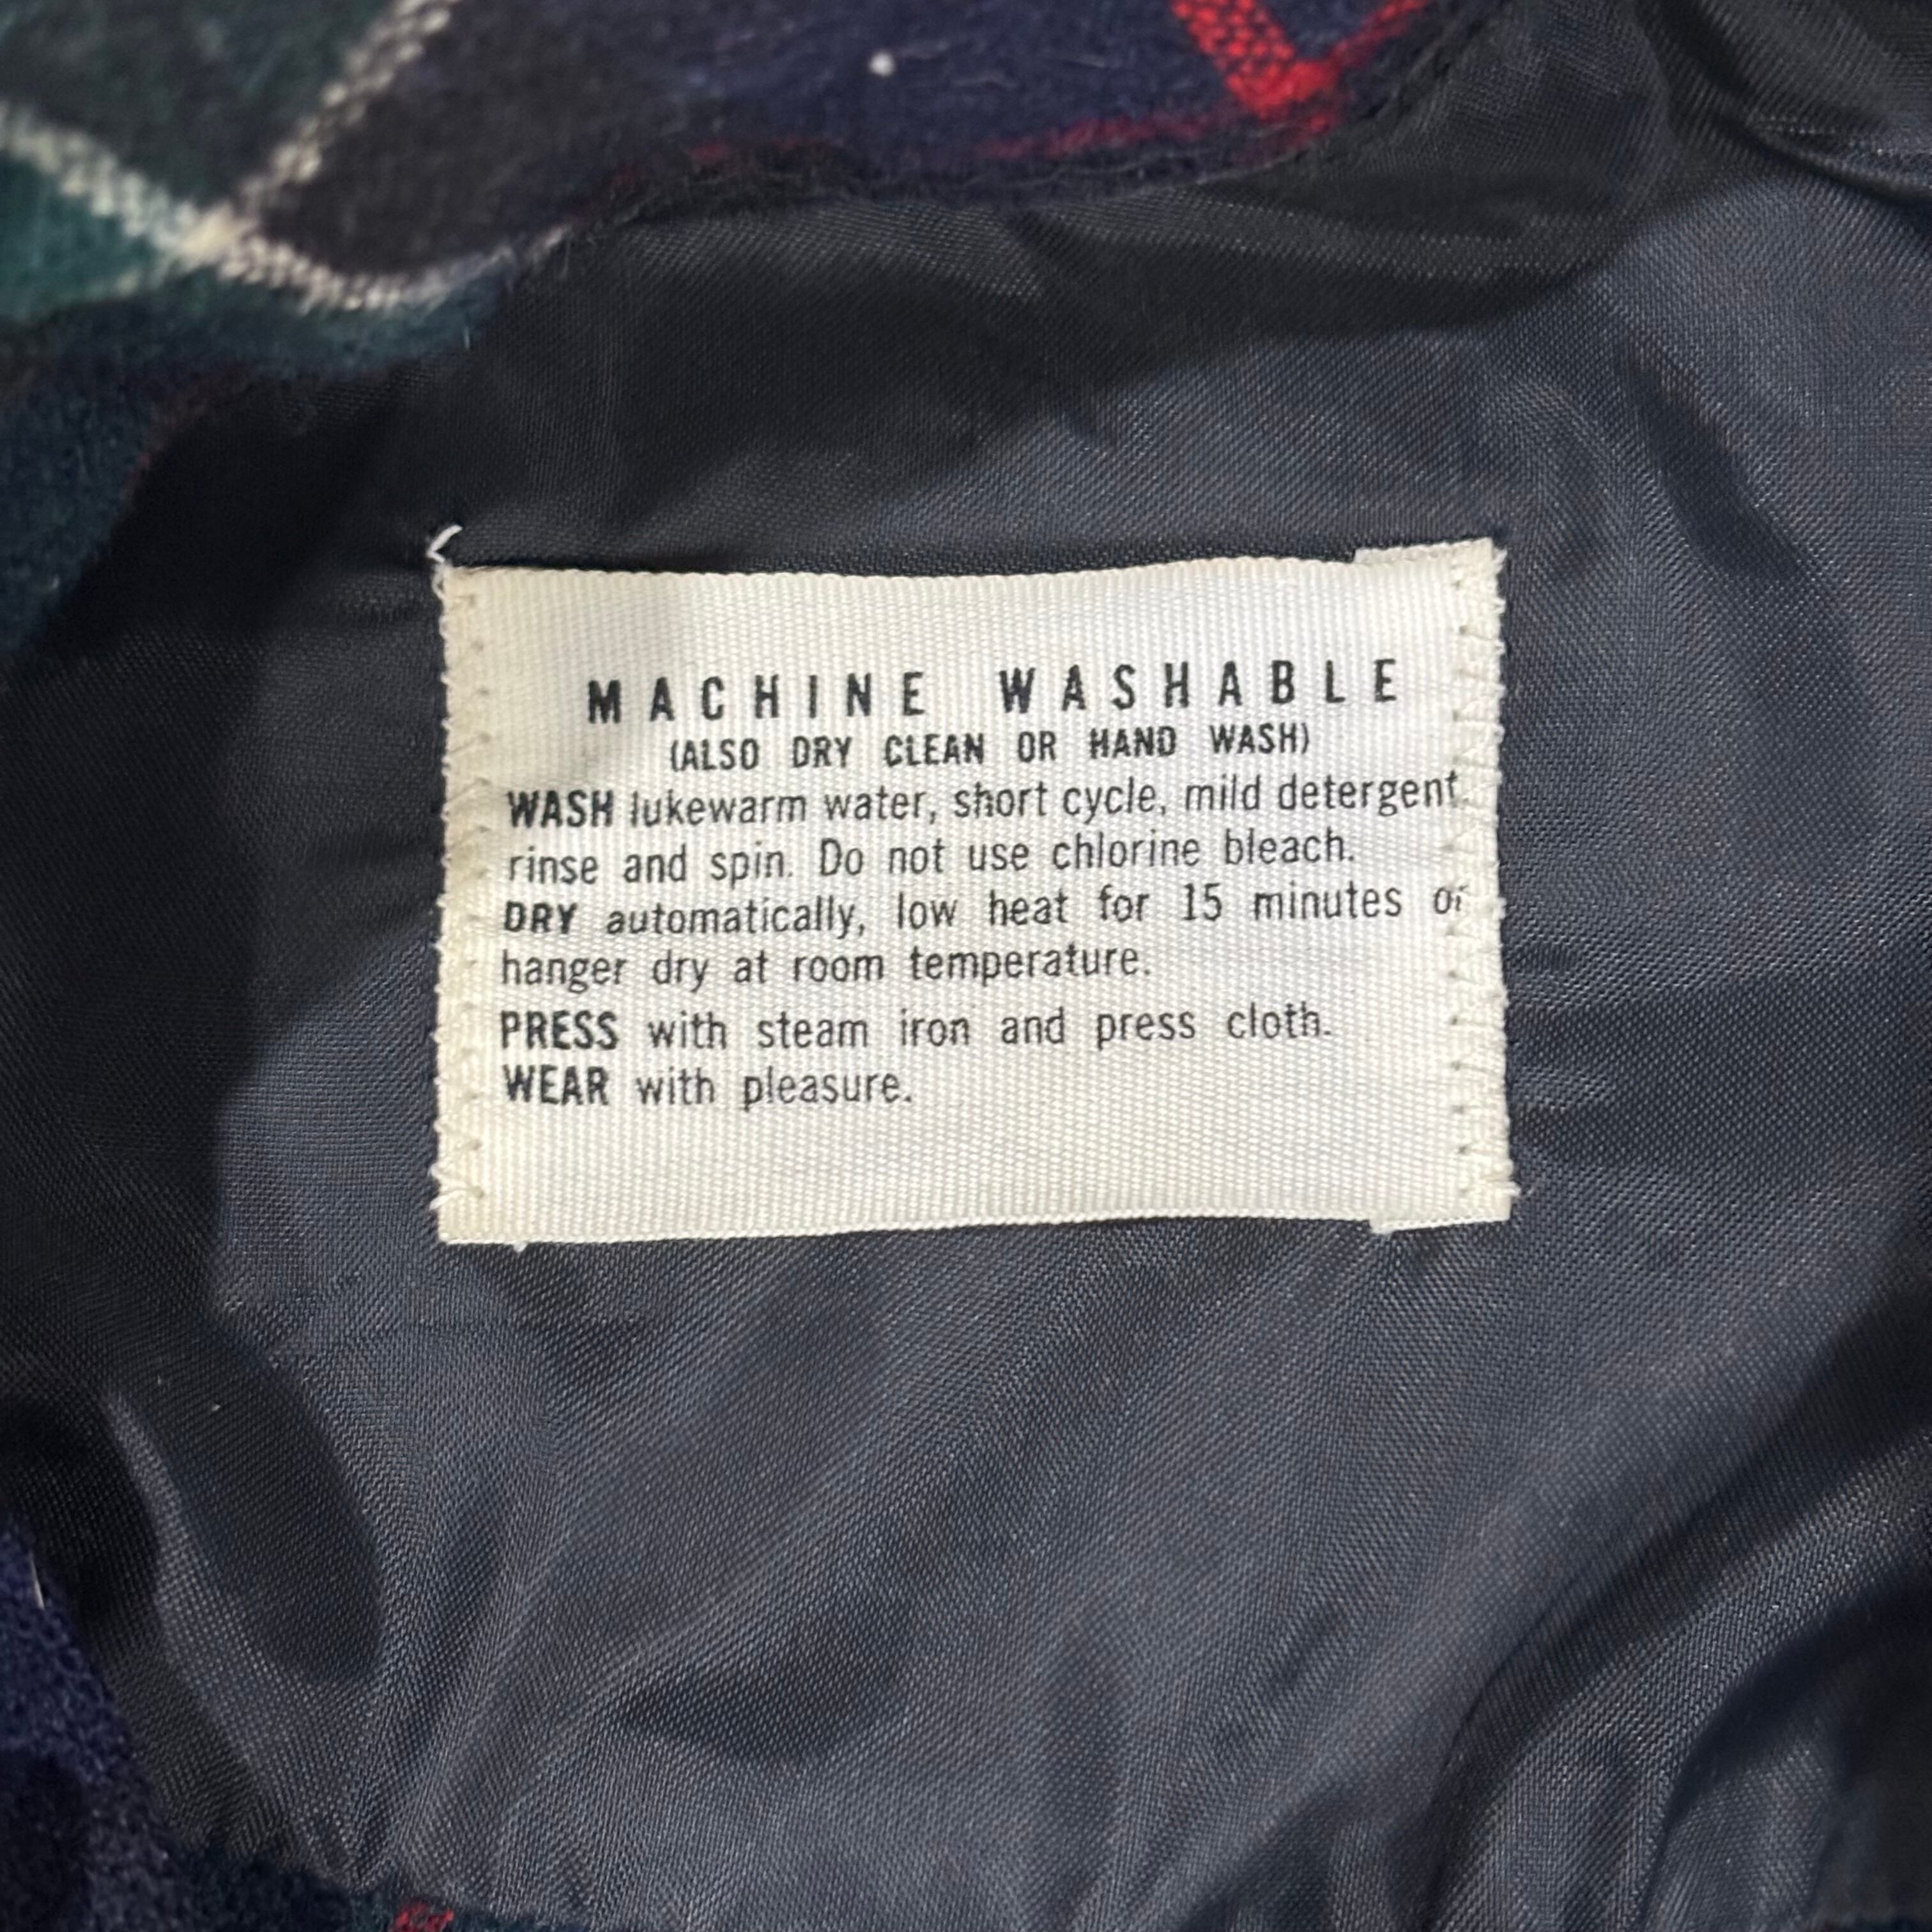 MACHINE WASHABLE
(ALSO DRY CLEAN OR HAND WASH)
WASH lukewarm water, short cycle, mild detergent
rinse and spin. Do not use chlorine bleach.
DRY automatically, low heat for 15 minutes or
hanger dry at room temperature.
PRESS with steam iron and press cloth.
WEAR with pleasure.